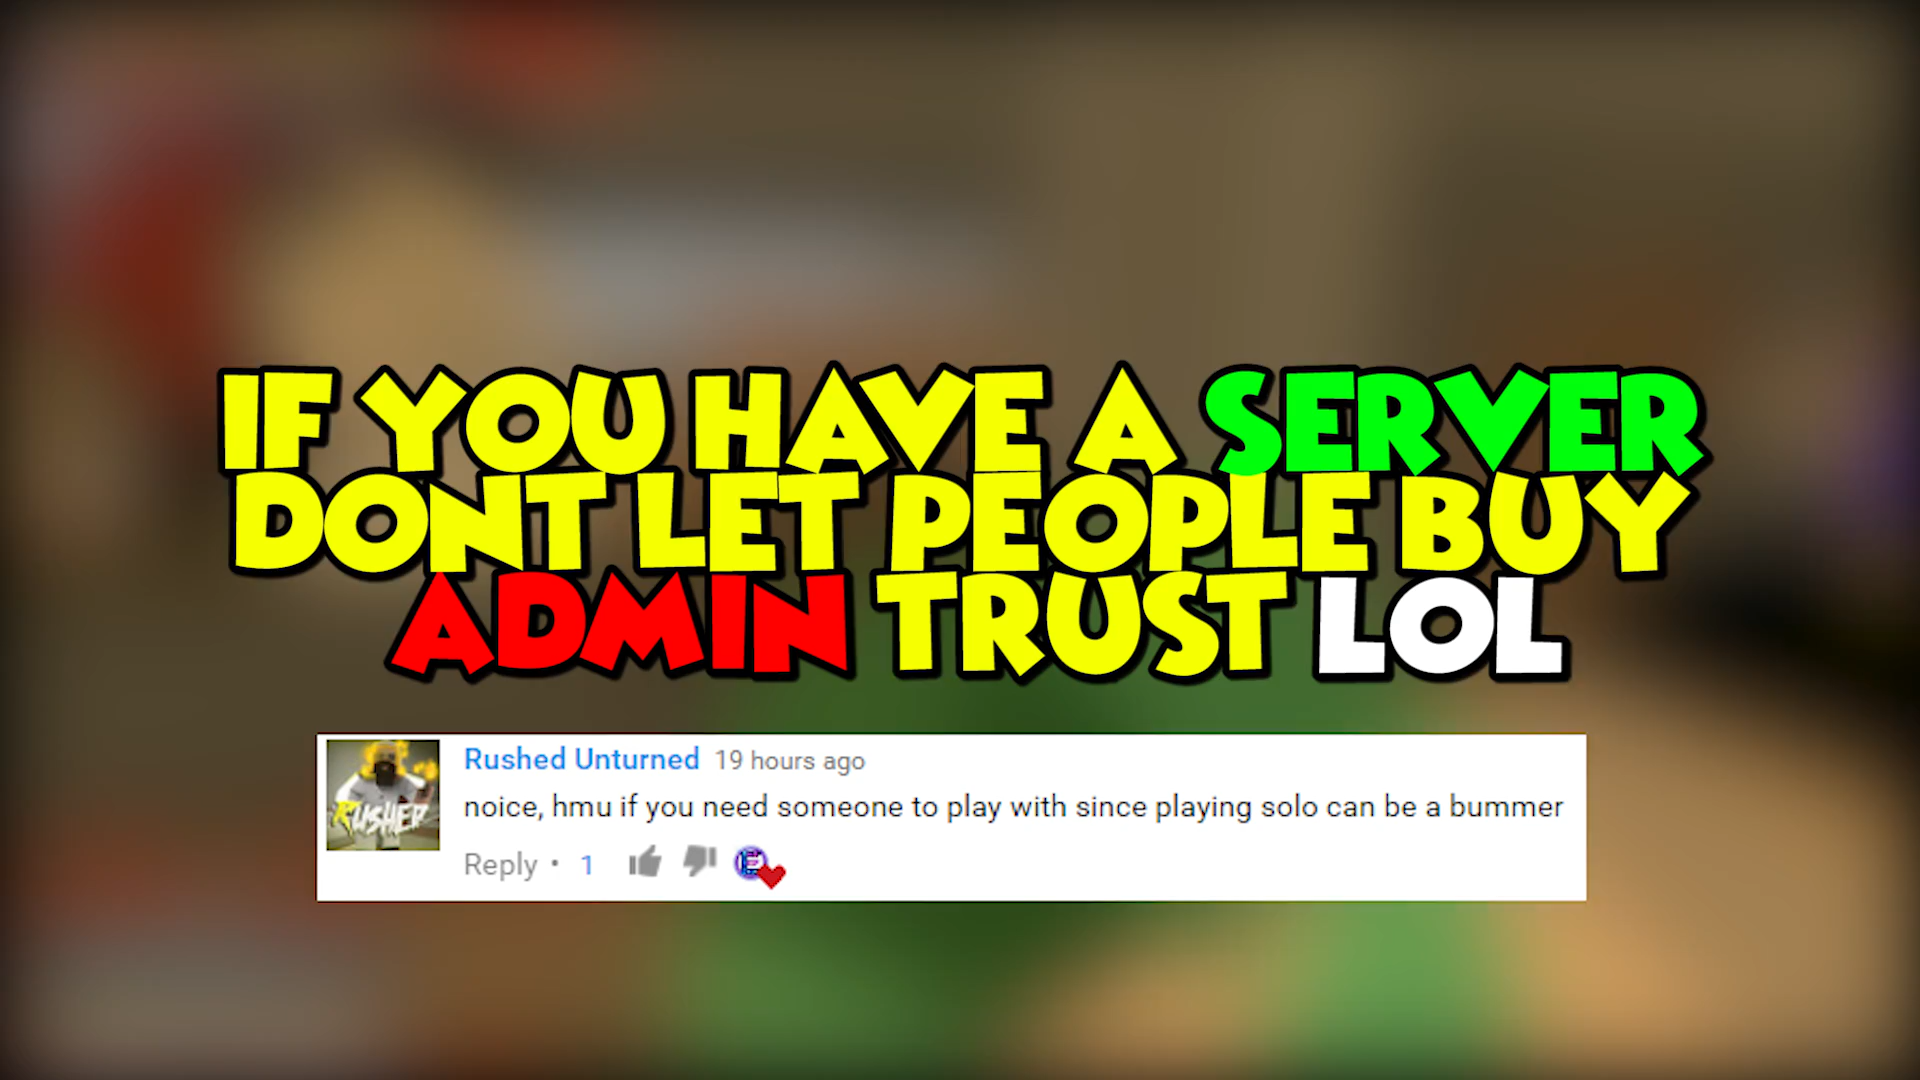 IF YOU HAVE A SERVER
DONT LET PEOPLE BUY
ADMIN TRUST LOL
Rushed Unturned 19 hours ago
RUSHED
noice, hmu if you need someone to play with since playing solo can be a bummer
Reply • 1